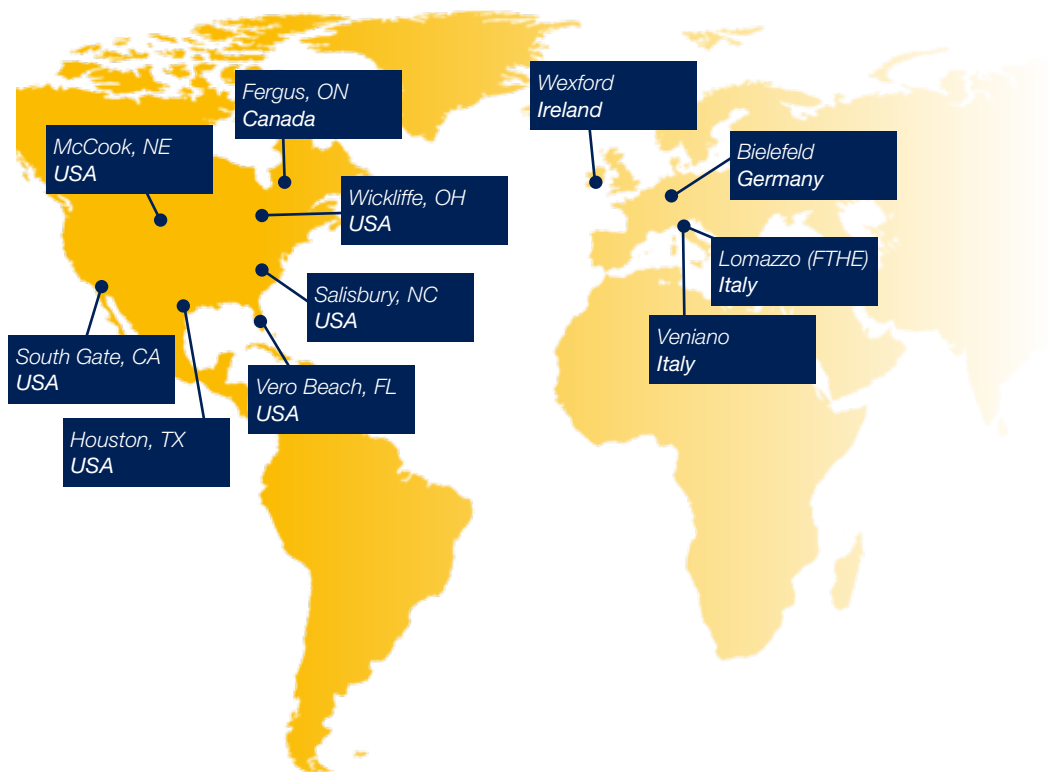 Fergus, ON
Canada
McCook, NE
USA
Wickliffe, OH
USA
Salisbury, NC
USA
South Gate, CA
USA
Vero Beach, FL
USA
Houston, TX
USA
Wexford
Ireland
Bielefeld
Germany
Lomazzo (FTHE)
Italy
Veniano
Italy